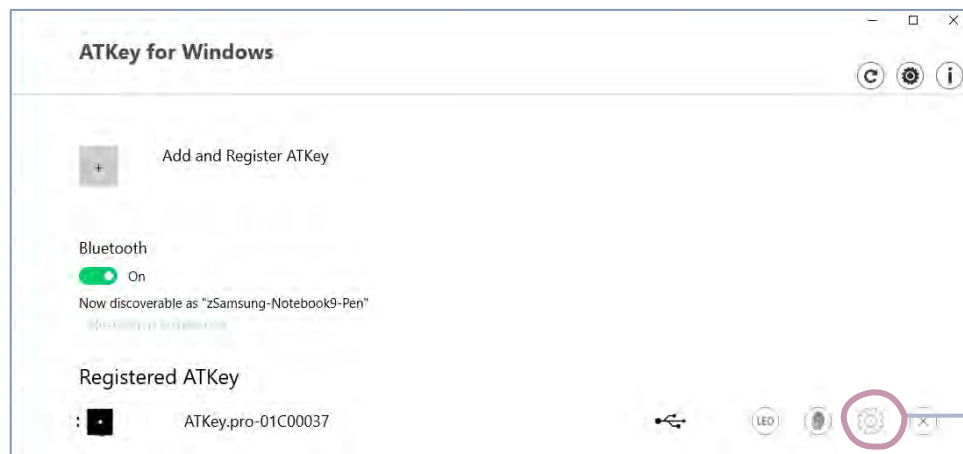 ATKey for Windows
i
Add and Register ATKey
+
Bluetooth
On
Now discoverable as "zSamsung-Notebook9-Pen"
Registered ATKey
: ATKey.pro-01C00037
LED